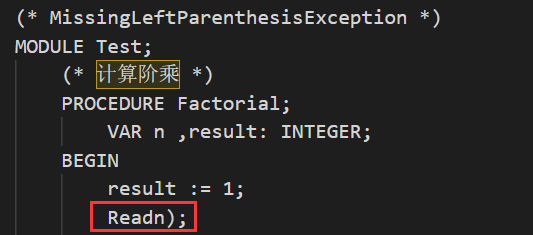 (* MissingLeftParenthesisException *)
MODULE Test;
(* 计算阶乘 *)
PROCEDURE Factorial;
VAR n ,result: INTEGER;
BEGIN
result := 1;
Readn);